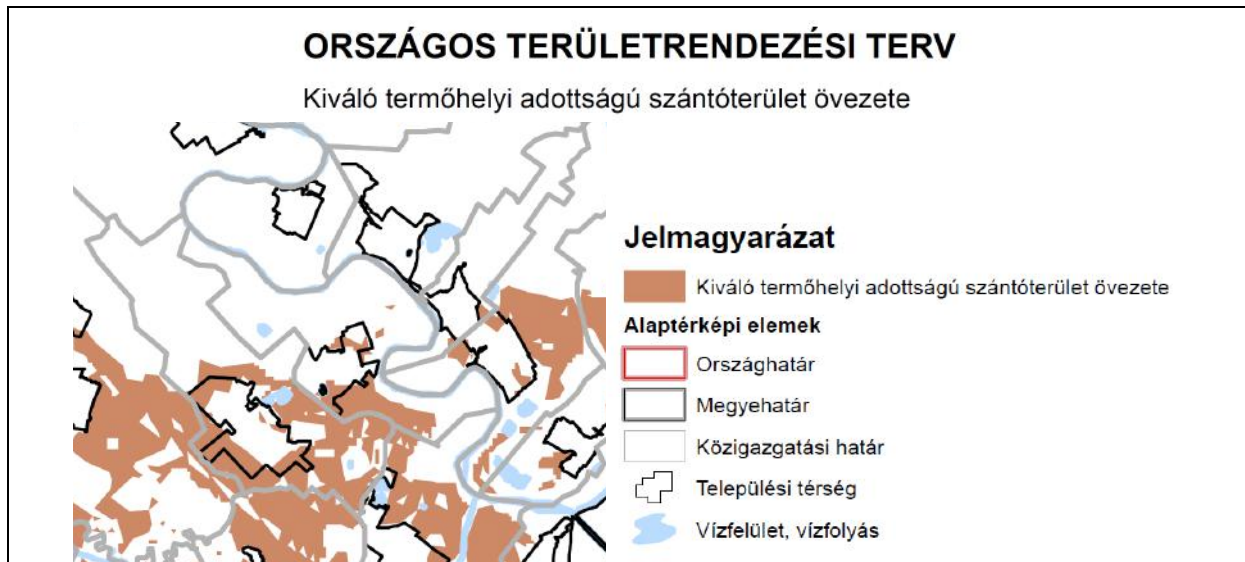 ORSZÁGOS TERÜLETRENDEZÉSI TERV
Kiváló termőhelyi adottságú szántóterület övezete
Jelmagyarázat
Kiváló termőhelyi adottságú szántóterület övezete
Alaptérképi elemek
Országhatár
Megyehatár
Közigazgatási határ
Települési térség
Vízfelület, vízfolyás